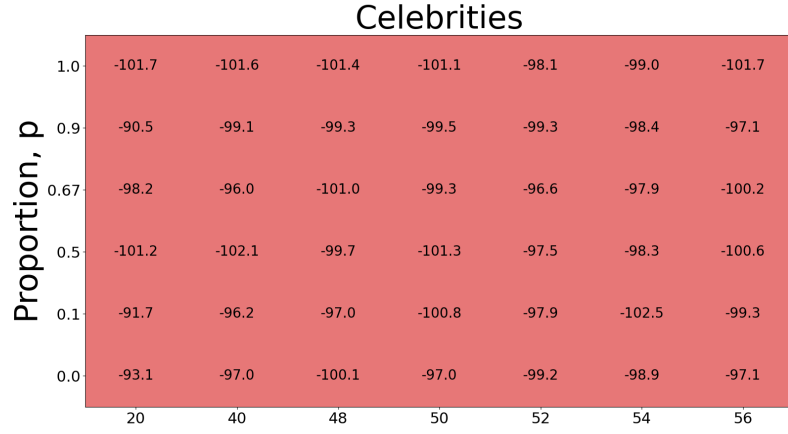 Celebrities
Proportion, p
1.0 -101.7 -101.6 -101.4 -101.1 -98.1 -99.0 -101.7
0.9 -90.5 -99.1 -99.3 -99.5 -99.3 -98.4 -97.1
0.67 -98.2 -96.0 -101.0 -99.3 -96.6 -97.9 -100.2
0.5 -101.2 -102.1 -99.7 -101.3 -97.5 -98.3 -100.6
0.1 -91.7 -96.2 -97.0 -100.8 -97.9 -102.5 -99.3
0.0 -93.1 -97.0 -100.1 -97.0 -99.2 -98.9 -97.1
20 40 48 50 52 54 56